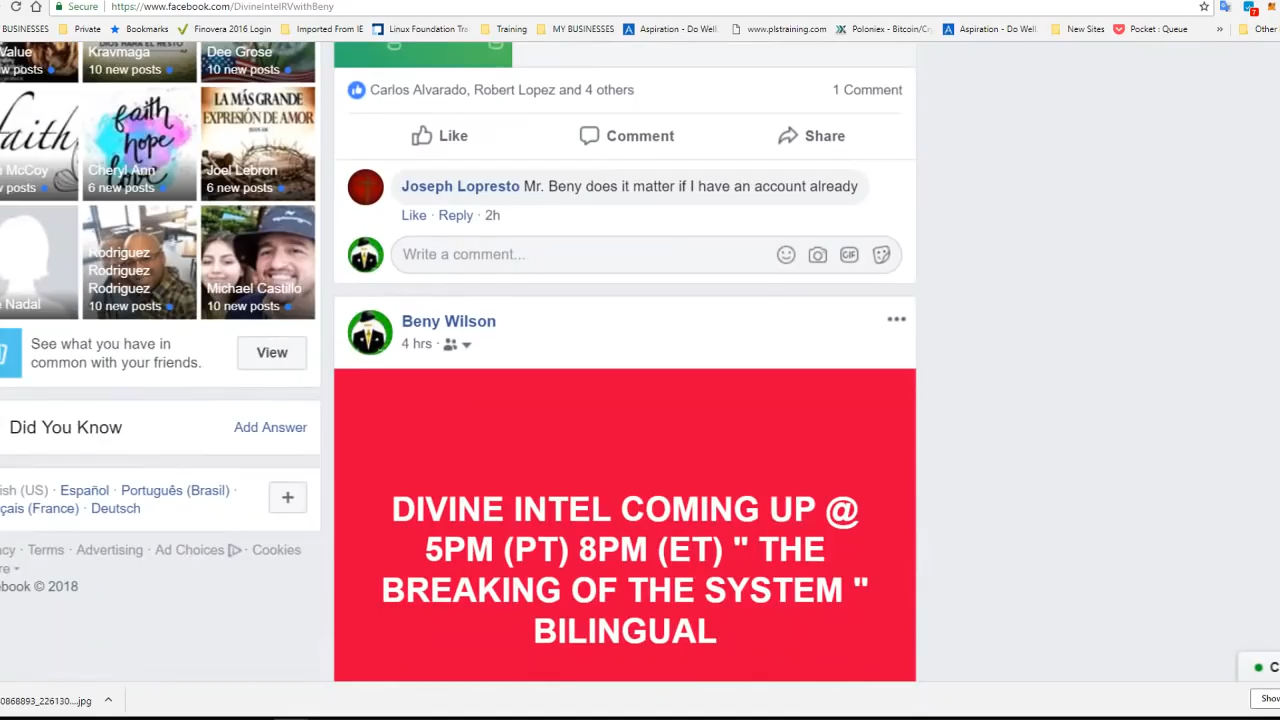 Secure
https://www.facebook.com/DivineIntelRVwithBeny
BUSINESSES
Private
Bookmarks
Finovera 2016 Login
Imported From IE
Linux Foundation Tra
Training
MY BUSINESSES
Aspiration - Do Well.
www.plstraining.com
Poloniex - Bitcoin/Cr
Aspiration - Do Well.
New Sites
Pocket : Queue
»
Other
Value
Kravmaga
Dee Grose
ew posts
10 new posts
10 new posts
faith
faith
hope
LA MÁS GRANDE
EXPRESIÓN DE AMOR
McCoy
Cheryl Ann
Joel Lebron
w posts
6 new posts
6 new posts
Rodriguez
Rodriguez
Rodriguez
Nadal
10 new posts
Michael Castillo
10 new posts
See what you have in
common with your friends.
View
Did You Know
Add Answer
ish (US) · Español · Português (Brasil) ·
çais (France) · Deutsch
+
acy · Terms · Advertising · Ad Choices · Cookies
re
ebook © 2018
Carlos Alvarado, Robert Lopez and 4 others
1 Comment
Like
Comment
Share
Joseph Lopresto Mr. Beny does it matter if I have an account already
Like · Reply · 2h
Write a comment...
GIF
Beny Wilson
4 hrs ·
DIVINE INTEL COMING UP @
5PM (PT) 8PM (ET) " THE
BREAKING OF THE SYSTEM "
BILINGUAL
C
0868893_226130....jpg
Show